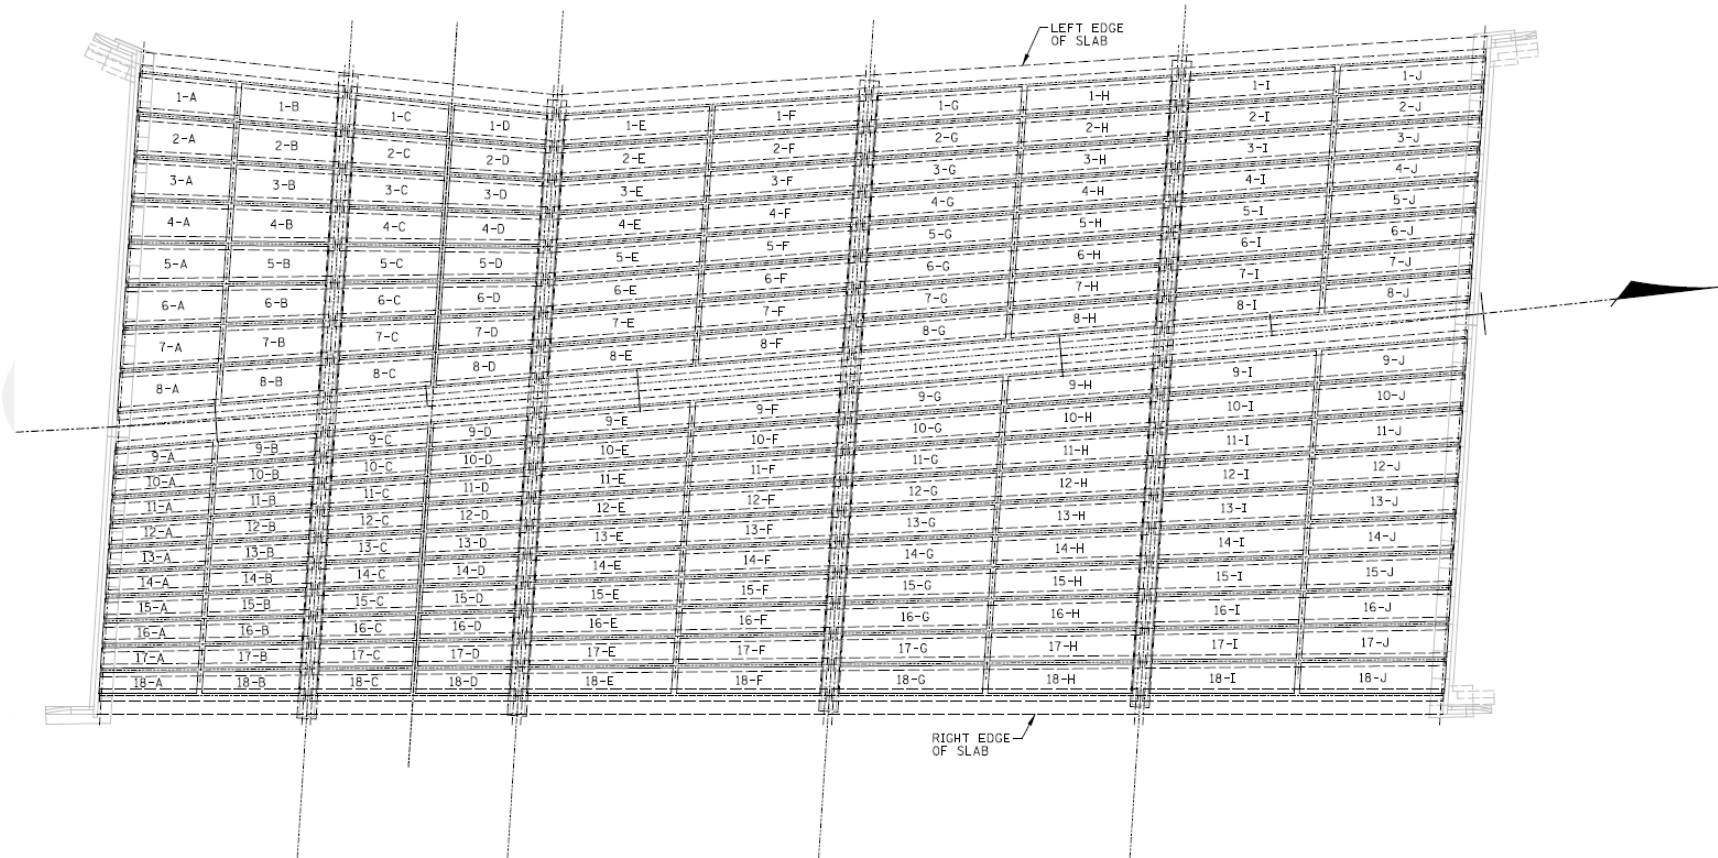 LEFT EDGE
OF SLAB
1-A 1-B 1-C 1-D 1-E 1-F 1-G 1-H 1-I 1-J
2-A 2-B 2-C 2-D 2-E 2-F 2-G 2-H 2-I 2-J
3-A 3-B 3-C 3-D 3-E 3-F 3-G 3-H 3-I 3-J
4-A 4-B 4-C 4-D 4-E 4-F 4-G 4-H 4-I 4-J
5-A 5-B 5-C 5-D 5-E 5-F 5-G 5-H 5-I 5-J
6-A 6-B 6-C 6-D 6-E 6-F 6-G 6-H 6-I 6-J
7-A 7-B 7-C 7-D 7-E 7-F 7-G 7-H 7-I 7-J
8-A 8-B 8-C 8-D 8-E 8-F 8-G 8-H 8-I 8-J
9-A 9-B 9-C 9-D 9-E 9-F 9-G 9-H 9-I 9-J
10-A 10-B 10-C 10-D 10-E 10-F 10-G 10-H 10-I 10-J
11-A 11-B 11-C 11-D 11-E 11-F 11-G 11-H 11-I 11-J
12-A 12-B 12-C 12-D 12-E 12-F 12-G 12-H 12-I 12-J
13-A 13-B 13-C 13-D 13-E 13-F 13-G 13-H 13-I 13-J
14-A 14-B 14-C 14-D 14-E 14-F 14-G 14-H 14-I 14-J
15-A 15-B 15-C 15-D 15-E 15-F 15-G 15-H 15-I 15-J
16-A 16-B 16-C 16-D 16-E 16-F 16-G 16-H 16-I 16-J
17-A 17-B 17-C 17-D 17-E 17-F 17-G 17-H 17-I 17-J
18-A 18-B 18-C 18-D 18-E 18-F 18-G 18-H 18-I 18-J
RIGHT EDGE
OF SLAB